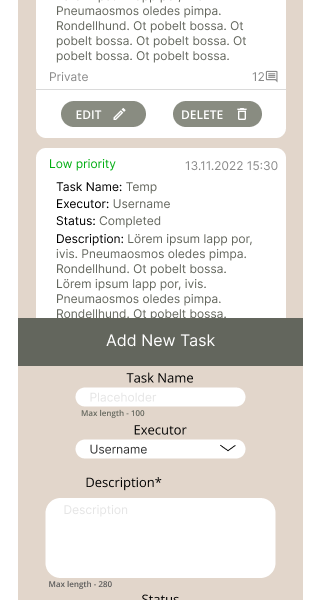 Pneumaosmos oledes pimpa.
Rondellhund. Ot pobelt bossa. Ot
pobelt bossa. Ot pobelt bossa. Ot
pobelt bossa. Ot pobelt bossa.
Private 12
EDIT DELETE
Low priority 13.11.2022 15:30
Task Name: Temp
Executor: Username
Status: Completed
Description: Lörem ipsum lapp por,
ivis. Pneumaosmos oledes pimpa.
Rondellhund. Ot pobelt bossa.
Lörem ipsum lapp por, ivis.
Pneumaosmos oledes pimpa.
Rondellhund. Ot pobelt bossa.
Add New Task
Task Name
Placeholder
Max length - 100
Executor
Username
Description*
Description
Max length - 280
Status